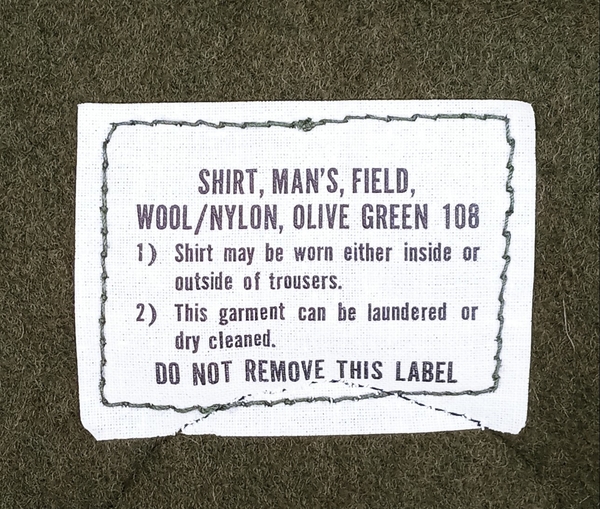 SHIRT, MAN'S, FIELD,
WOOL/NYLON, OLIVE GREEN 108
1) Shirt may be worn either inside or
outside of trousers.
2) This garment can be laundered or
dry cleaned.
DO NOT REMOVE THIS LABEL